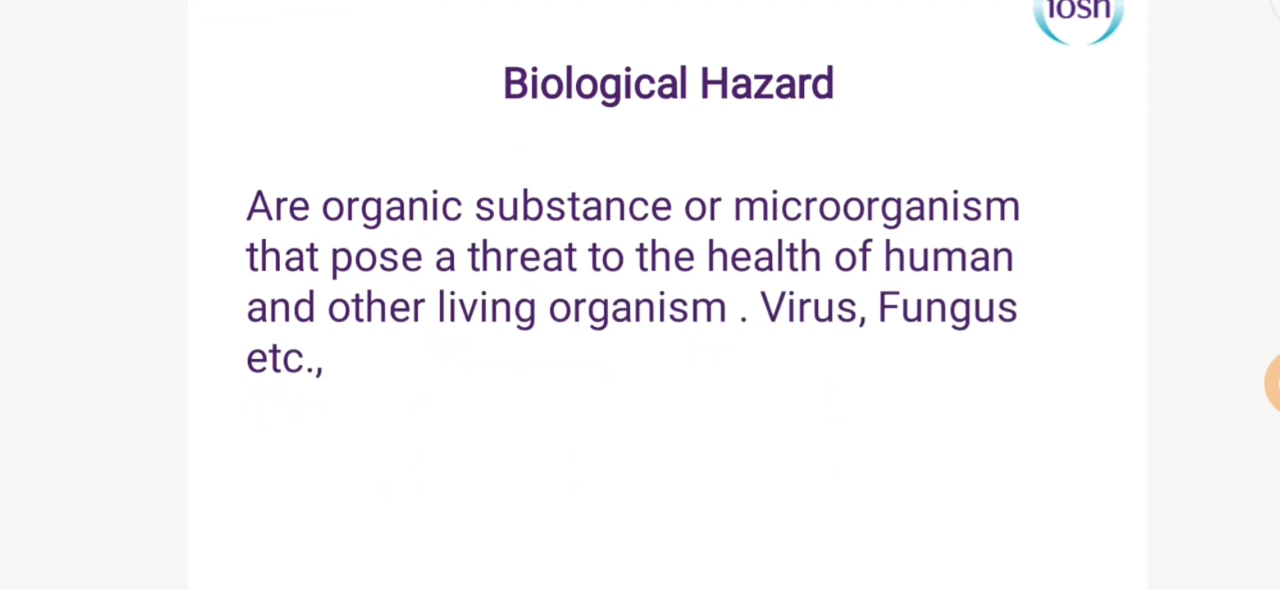 iosh
Biological Hazard
Are organic substance or microorganism
that pose a threat to the health of human
and other living organism . Virus, Fungus
etc.,